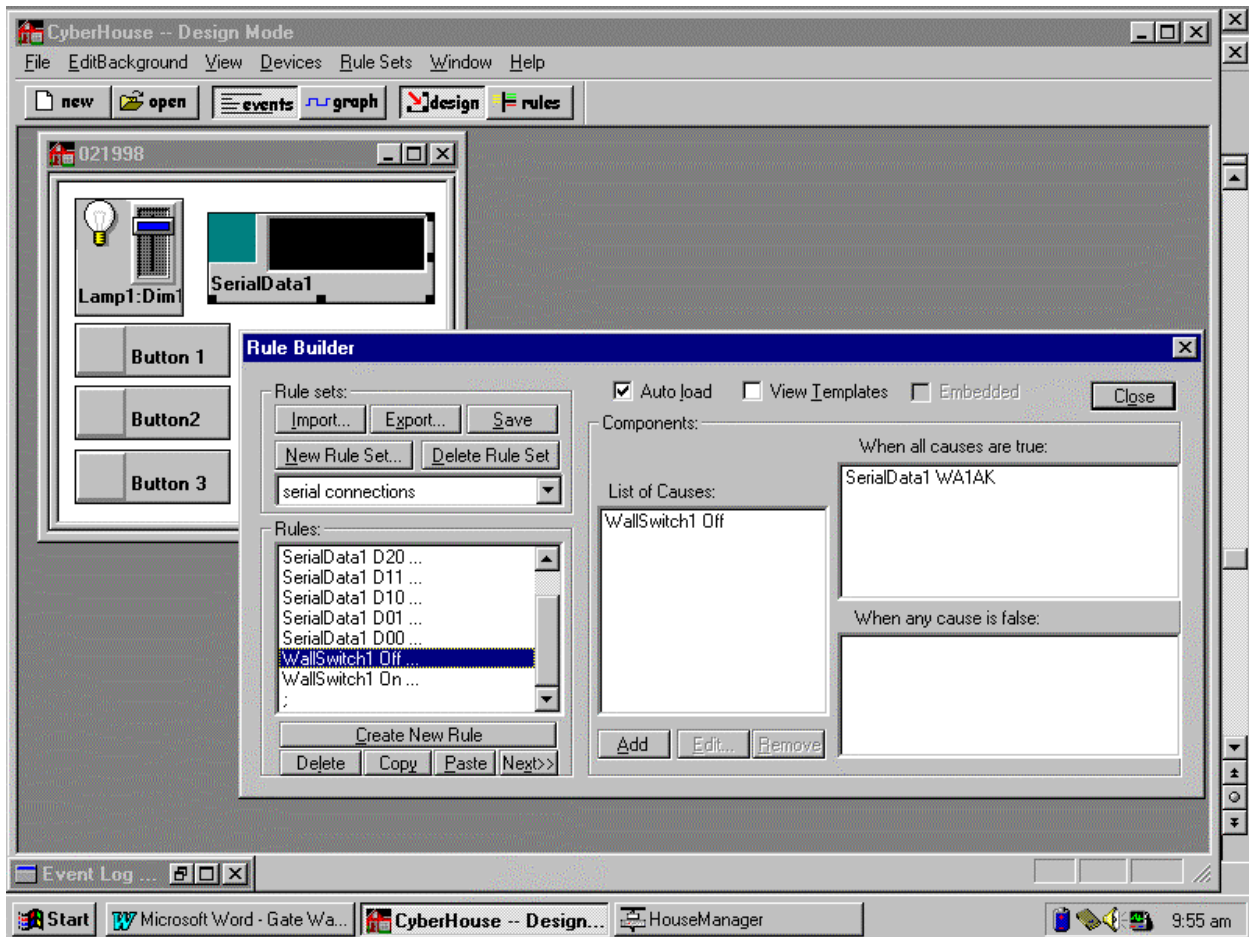 CyberHouse -- Design Mode
File EditBackground View Devices Rule Sets Window Help
new open events graph design rules
021998
Lamp1:Dim1
SerialData1
Button 1
Button2
Button 3
Rule Builder
Rule sets:
Import... Export... Save
New Rule Set... Delete Rule Set
serial connections
Rules:
SerialData1 D20 ...
SerialData1 D11 ...
SerialData1 D10 ...
SerialData1 D01 ...
SerialData1 D00 ...
WallSwitch1 Off ...
WallSwitch1 On ...
;
Create New Rule
Delete Copy Paste Next>>
Auto load View Templates Embedded Close
Components:
List of Causes:
WallSwitch1 Off
Add Edit... Remove
When all causes are true:
SerialData1 WA1AK
When any cause is false:
Event Log ...
Start Microsoft Word - Gate Wa... CyberHouse -- Design... HouseManager 9:55 am